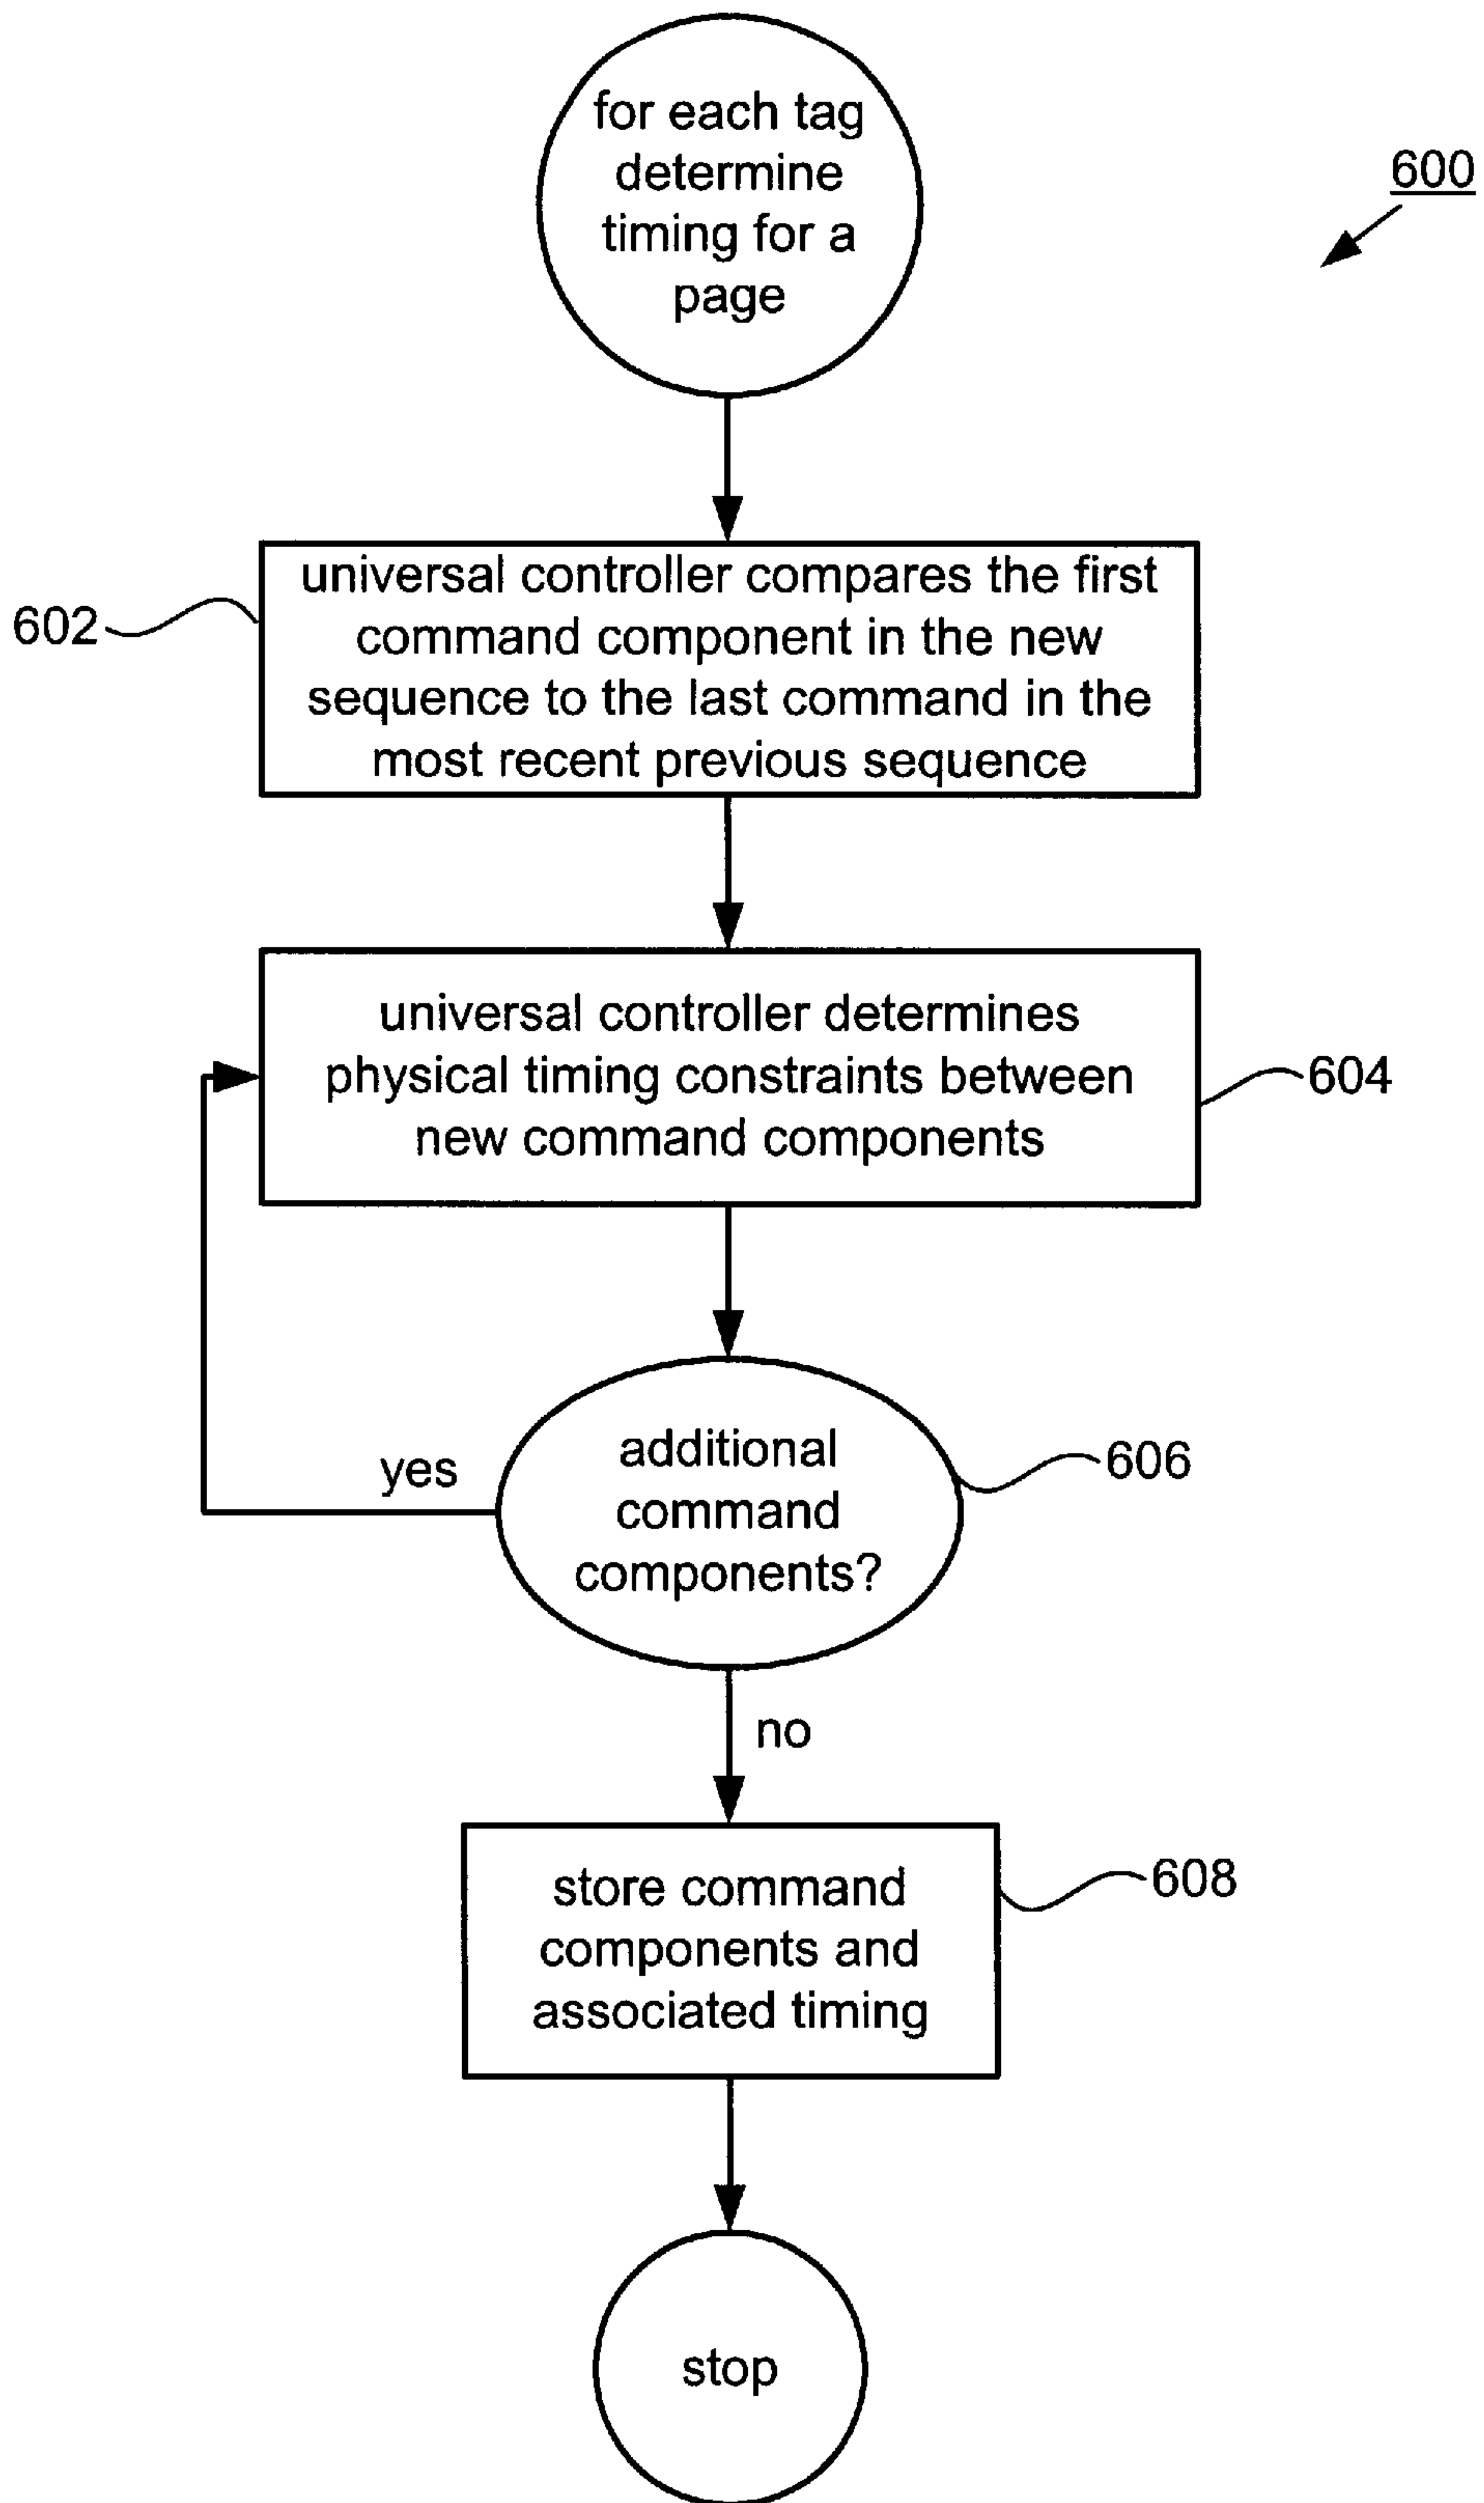 for each tag
determine
timing for a
page
600
universal controller compares the first
command component in the new
sequence to the last command in the
most recent previous sequence
602
universal controller determines
physical timing constraints between
new command components
604
additional
command
components?
606
yes
no
store command
components and
associated timing
608
stop